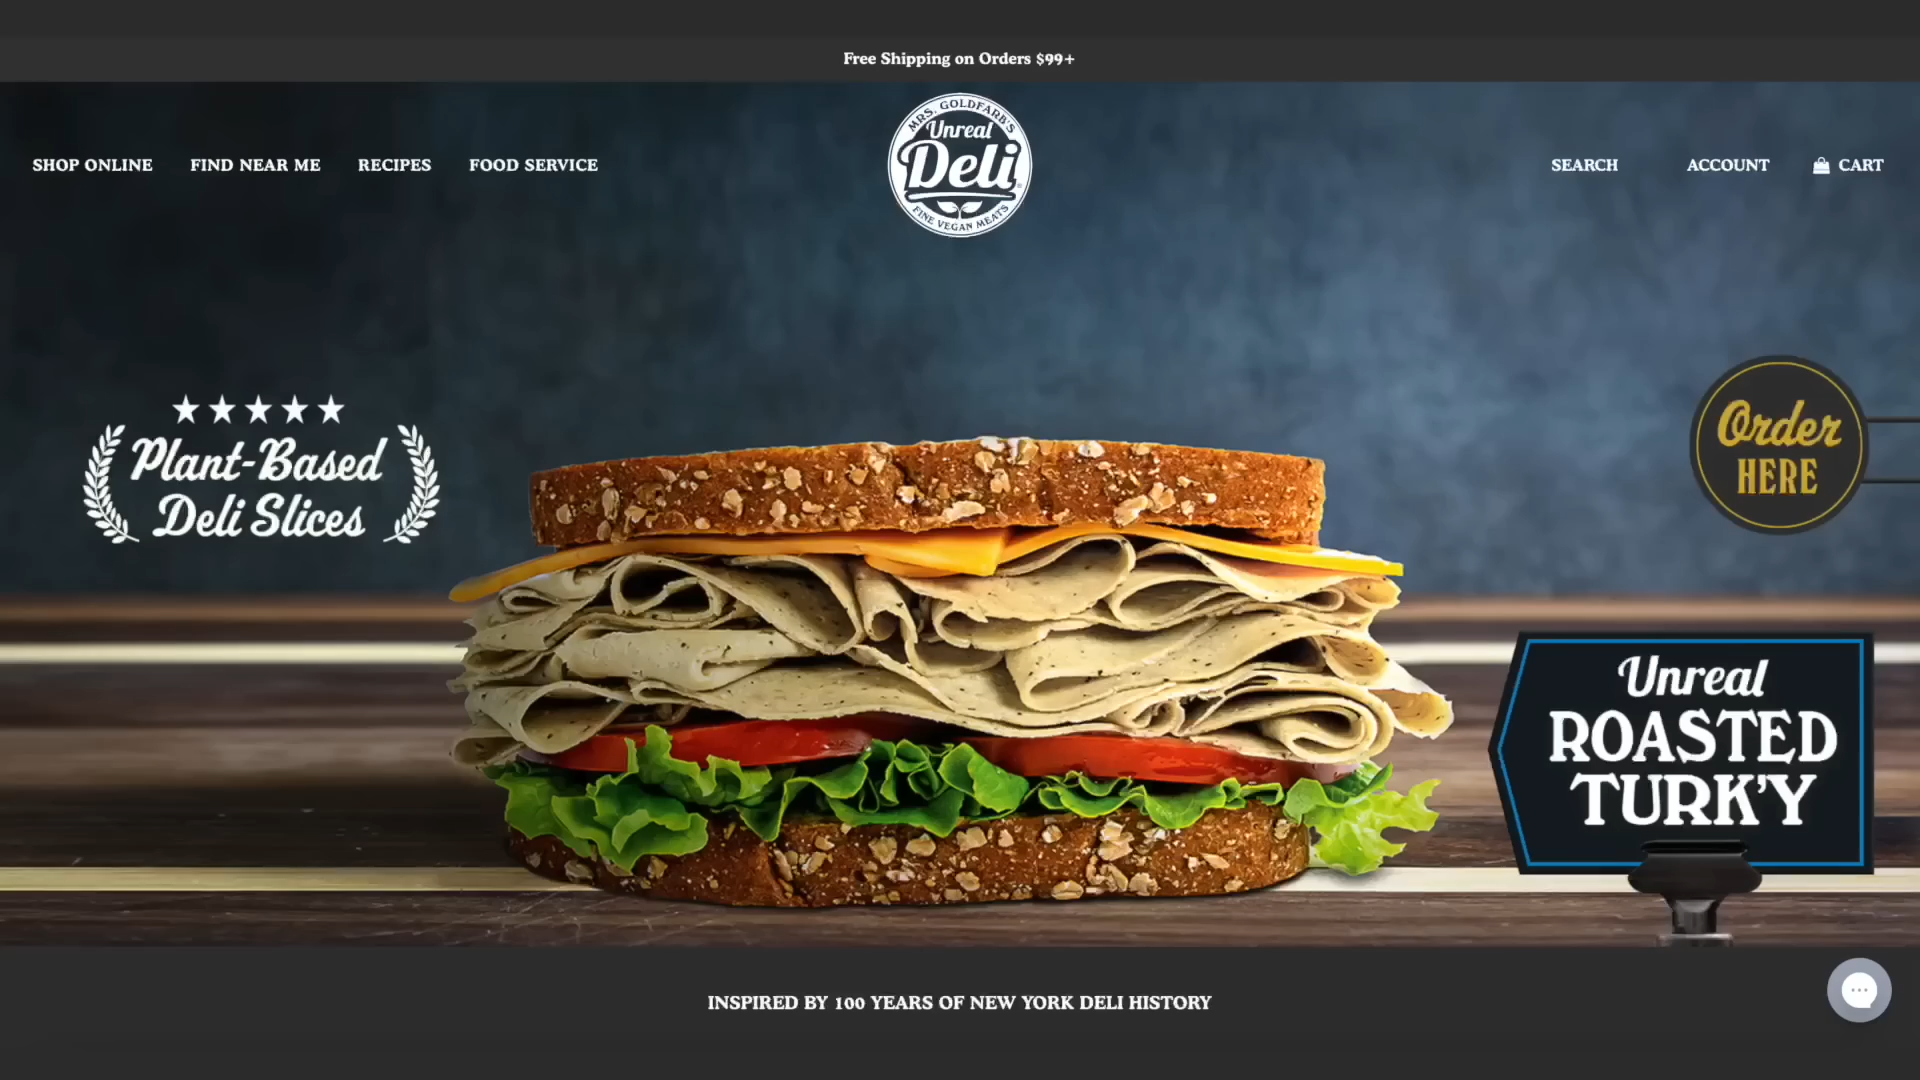 Free Shipping on Orders $99+
SHOP ONLINE
FIND NEAR ME
RECIPES
FOOD SERVICE
MRS. GOLDFARB'S
Unreal
Deli
FINE VEGAN MEATS
SEARCH
ACCOUNT
CART
Plant-Based
Deli Slices
Order
HERE
Unreal
ROASTED
TURK'Y
INSPIRED BY 100 YEARS OF NEW YORK DELI HISTORY